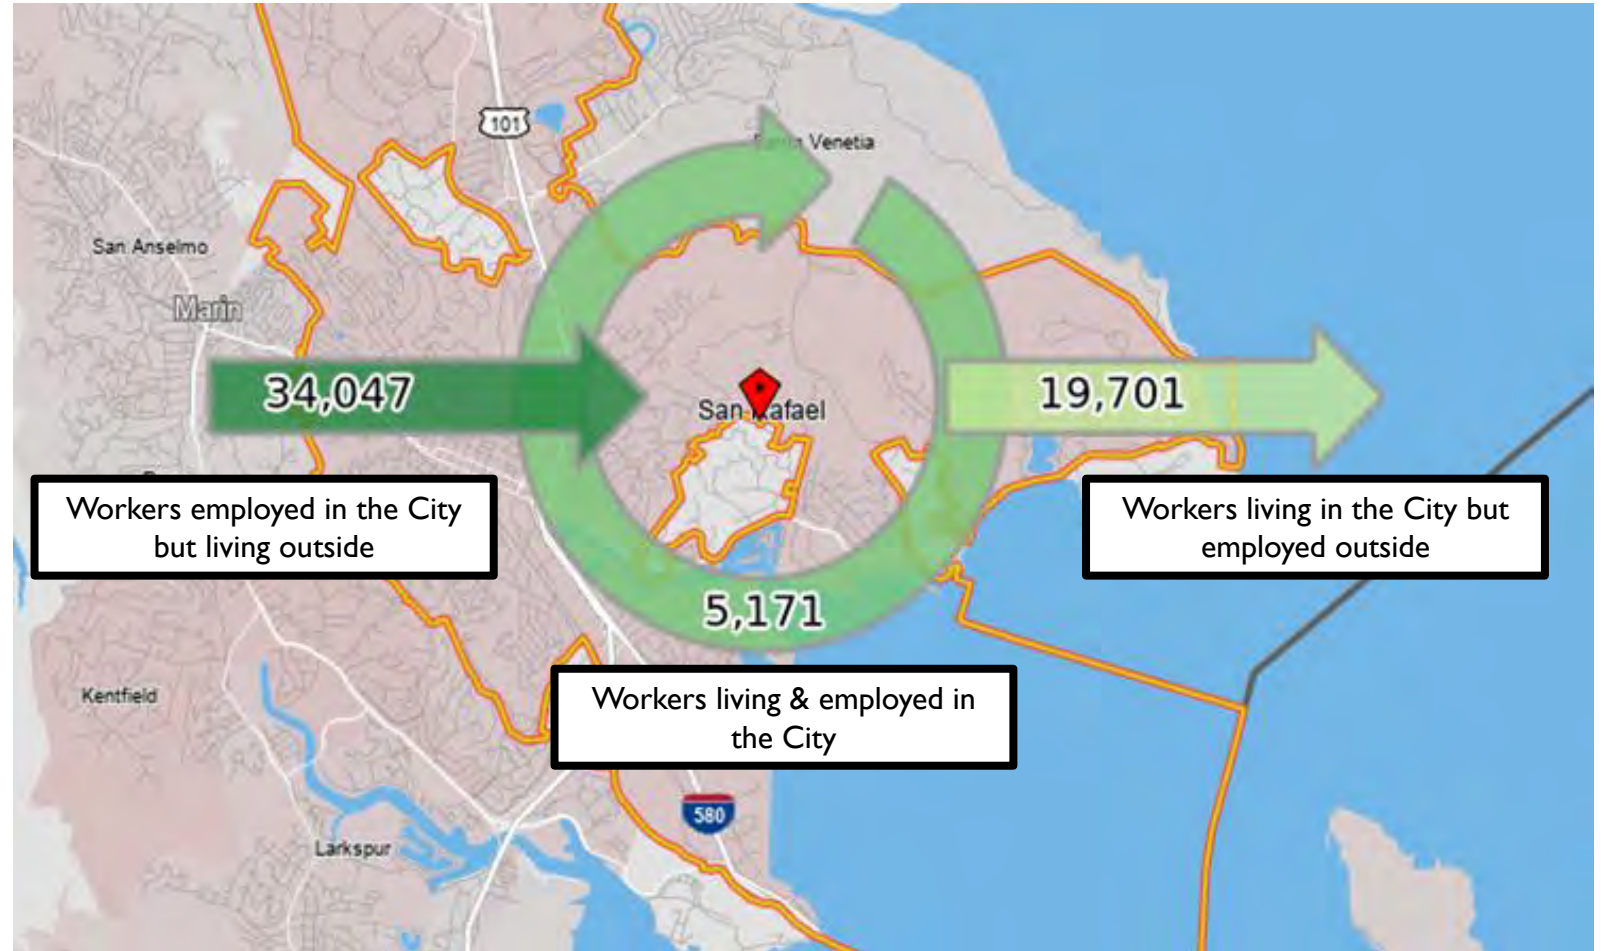 101
Venetia
San Anselmo
Marin
34,047
19,701
San Rafael
Workers employed in the City
but living outside
Workers living in the City but
employed outside
5,171
Workers living & employed in
the City
Kentfield
580
Larkspur